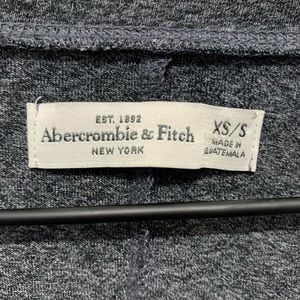 EST. 1892
Abercrombie & Fitch
NEW YORK
XS/S
MADE IN
GUATEMALA